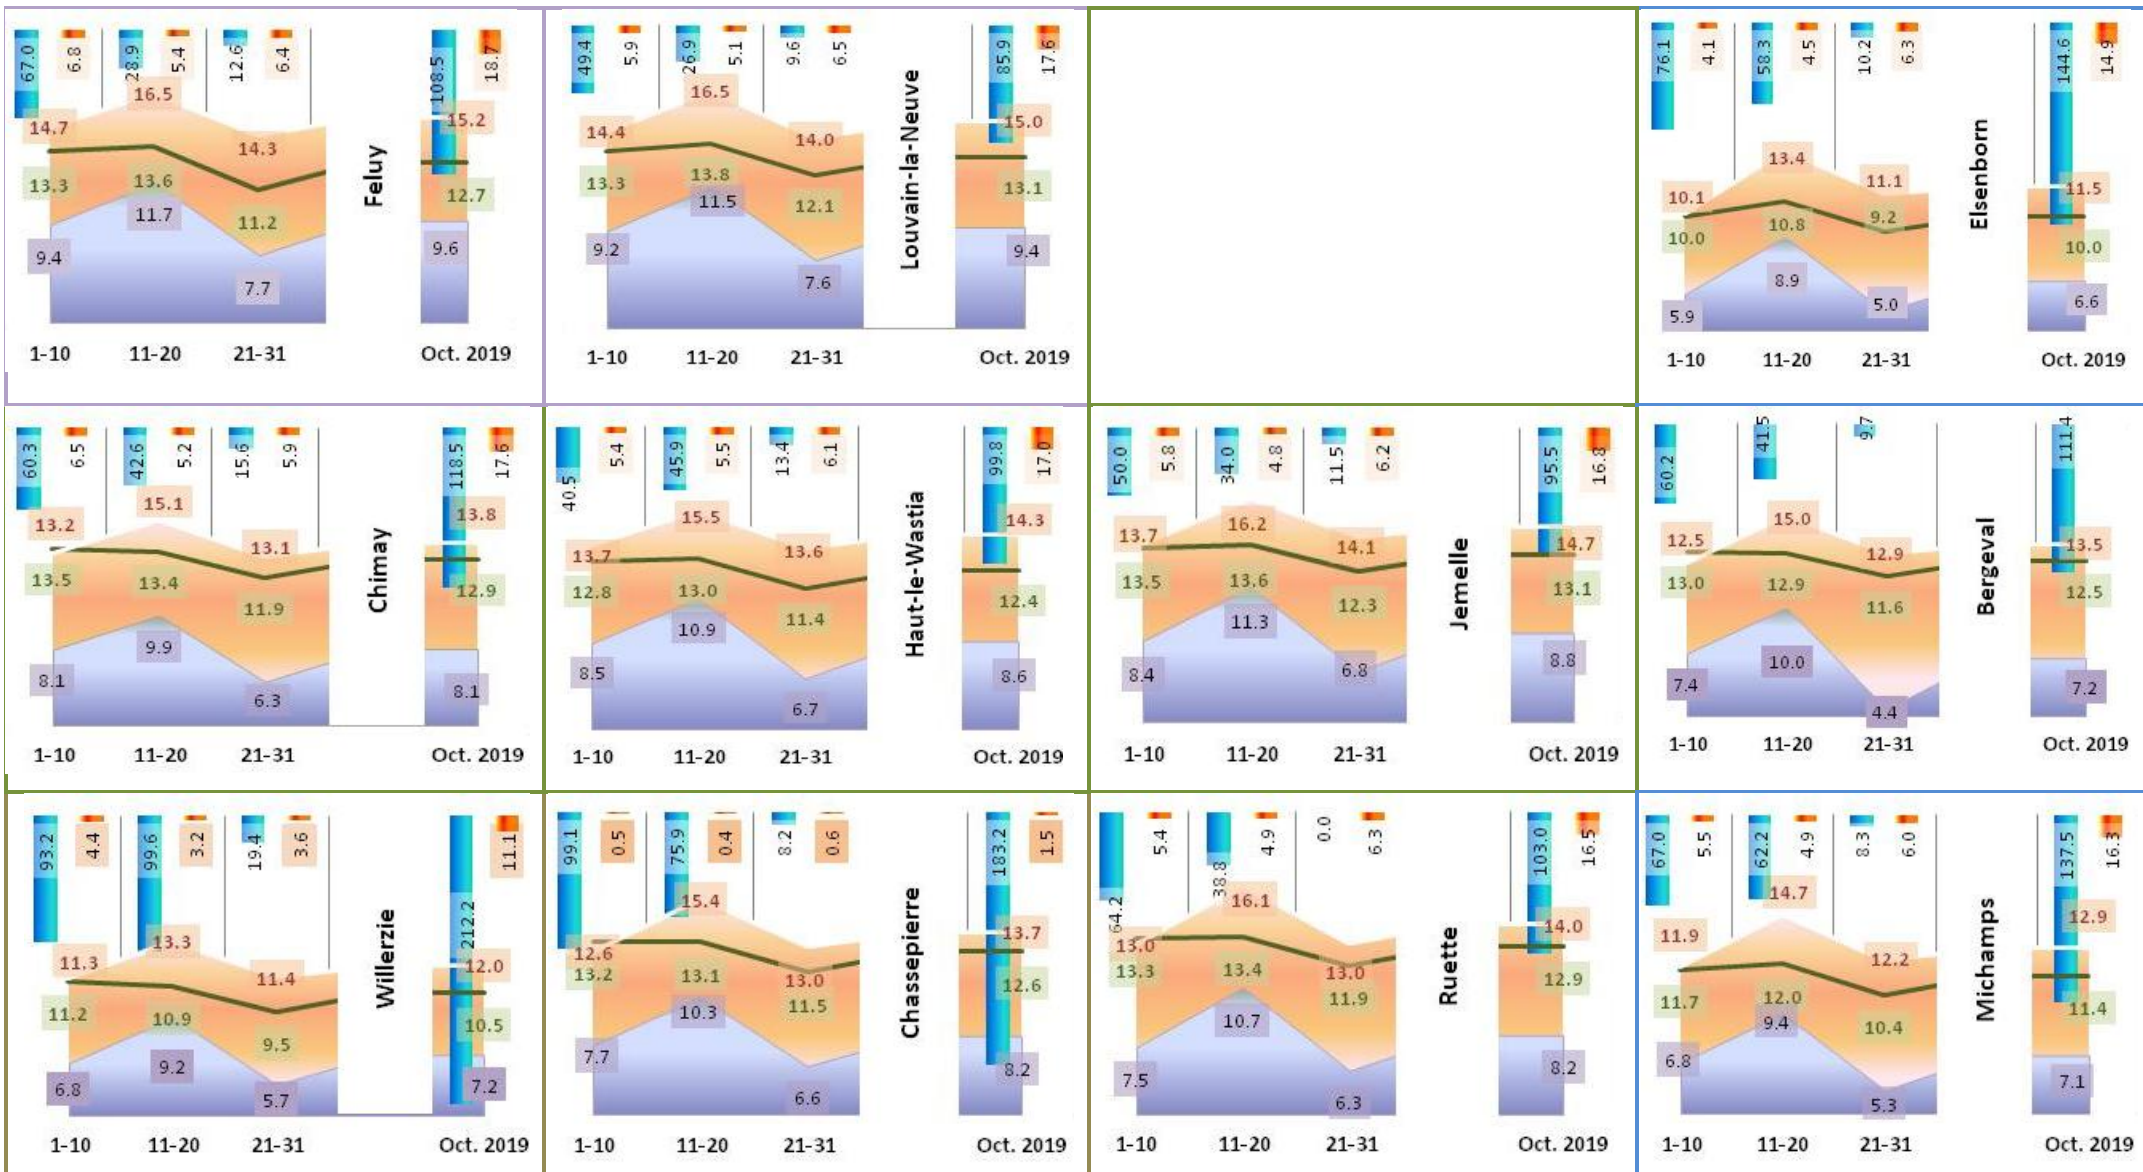 67.0 6.8 28.9 5.4 12.6 6.4 108.5 18.7
16.5
14.7 14.3 15.2
13.3 13.6 11.2 12.7
11.7
9.4 7.7 9.6
Feluy
1-10 11-20 21-31 Oct. 2019
49.4 5.9 26.9 5.1 9.6 6.5 85.9 17.6
16.5
14.4 14.0 15.0
13.3 13.8 12.1 13.1
11.5
9.2 7.6 9.4
Louvain-la-Neuve
1-10 11-20 21-31 Oct. 2019
76.1 4.1 58.3 4.5 10.2 6.3 144.6 14.9
13.4
10.1 11.1 11.5
10.0 10.8 9.2 10.0
8.9
5.9 5.0 6.6
Elsenborn
1-10 11-20 21-31 Oct. 2019
60.3 6.5 42.6 5.2 15.6 5.9 118.5 17.6
15.1
13.2 13.1 13.8
13.5 13.4 11.9 12.9
9.9
8.1 6.3 8.1
Chimay
1-10 11-20 21-31 Oct. 2019
40.5 5.4 45.9 5.5 13.4 6.1 99.8 17.0
15.5
13.7 13.6 14.3
12.8 13.0 11.4 12.4
10.9
8.5 6.7 8.6
Haut-le-Wastia
1-10 11-20 21-31 Oct. 2019
50.0 5.8 34.0 4.8 11.5 6.2 95.5 16.8
16.2
13.7 14.1 14.7
13.5 13.6 12.3 13.1
11.3
8.4 6.8 8.8
Jemelle
1-10 11-20 21-31 Oct. 2019
60.2 41.5 9.7 111.4
15.0
12.5 12.9 13.5
13.0 12.9 11.6 12.5
10.0
7.4 4.4 7.2
Bergeval
1-10 11-20 21-31 Oct. 2019
93.2 4.4 99.6 3.2 19.4 3.6 212.2 11.1
13.3
11.3 11.4 12.0
11.2 10.9 9.5 10.5
9.2
6.8 5.7 7.2
Willerzie
1-10 11-20 21-31 Oct. 2019
99.1 0.5 75.9 0.4 8.2 0.6 183.2 1.5
15.4
12.6 13.0 13.7
13.2 13.1 11.5 12.6
10.3
7.7 6.6 8.2
Chassepierre
1-10 11-20 21-31 Oct. 2019
64.2 5.4 38.8 4.9 0.0 6.3 103.0 16.5
16.1
13.0 13.0 14.0
13.3 13.4 11.9 12.9
10.7
7.5 6.3 8.2
Ruette
1-10 11-20 21-31 Oct. 2019
67.0 5.5 62.2 4.9 8.3 6.0 137.5 16.3
14.7
11.9 12.2 12.9
11.7 12.0 10.4 11.4
9.4
6.8 5.3 7.1
Michamps
1-10 11-20 21-31 Oct. 2019